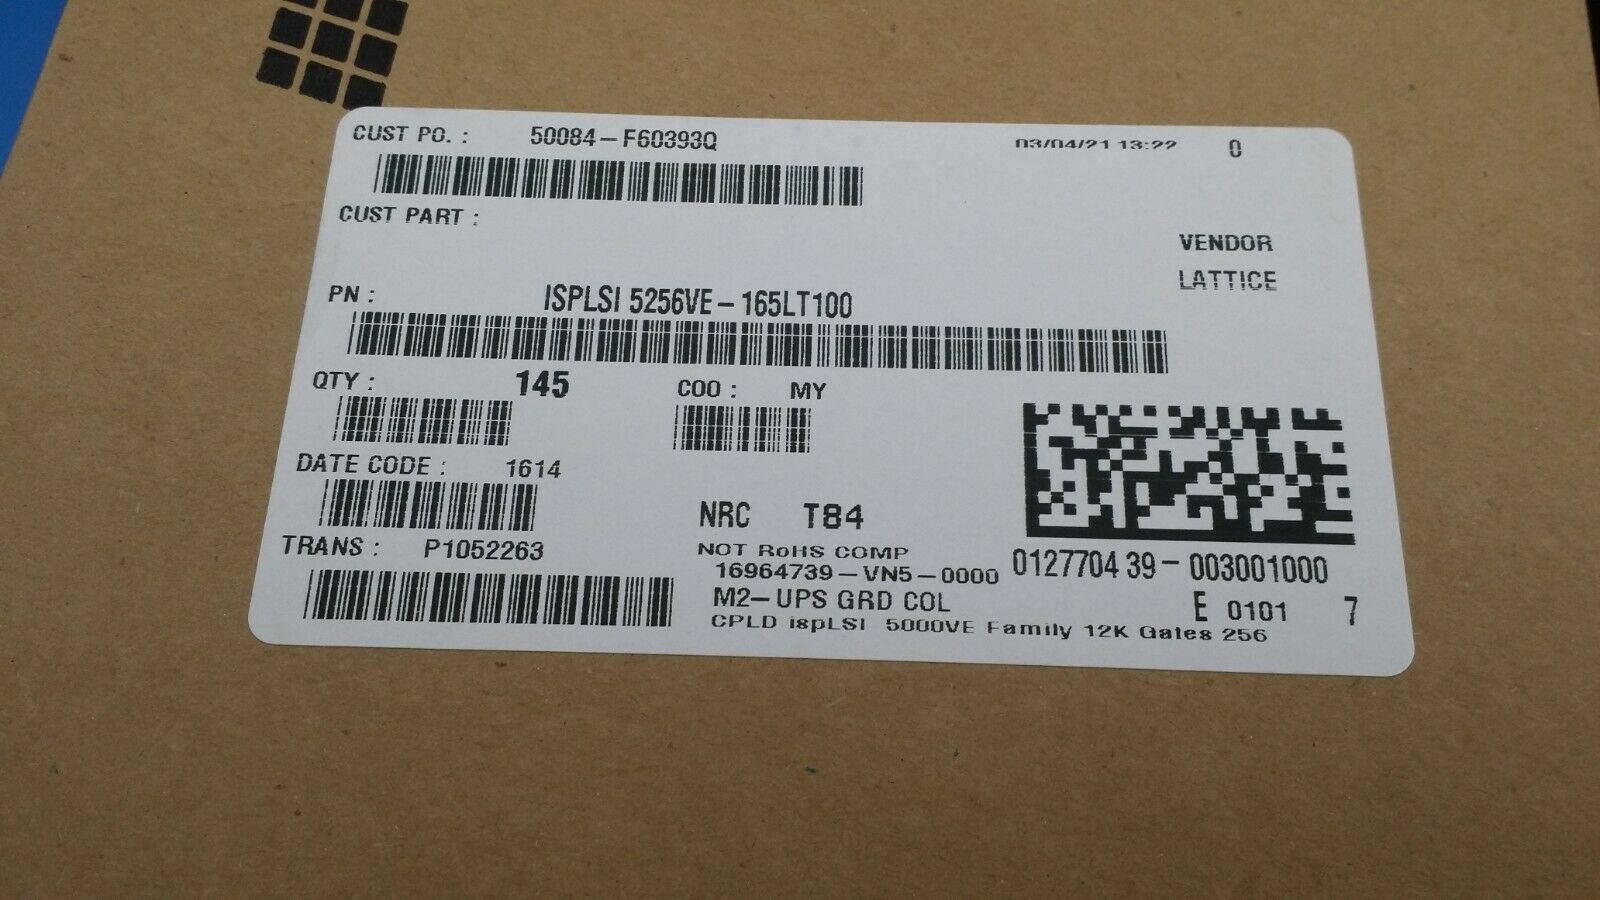 CUST PO. : 50084-F60393Q 03/04/21 13:22 0
CUST PART :
VENDOR
LATTICE
PN : ISPLSI 5256VE-165LT100
QTY : 145 COO : MY
DATE CODE : 1614
NRC T84
TRANS : P1052263
NOT RoHS COMP
16964739-VN5-0000 01277043 9-003001000
M2-UPS GRD COL E 0101 7
CPLD ispLSI 5000VE Family 12K Gates 256